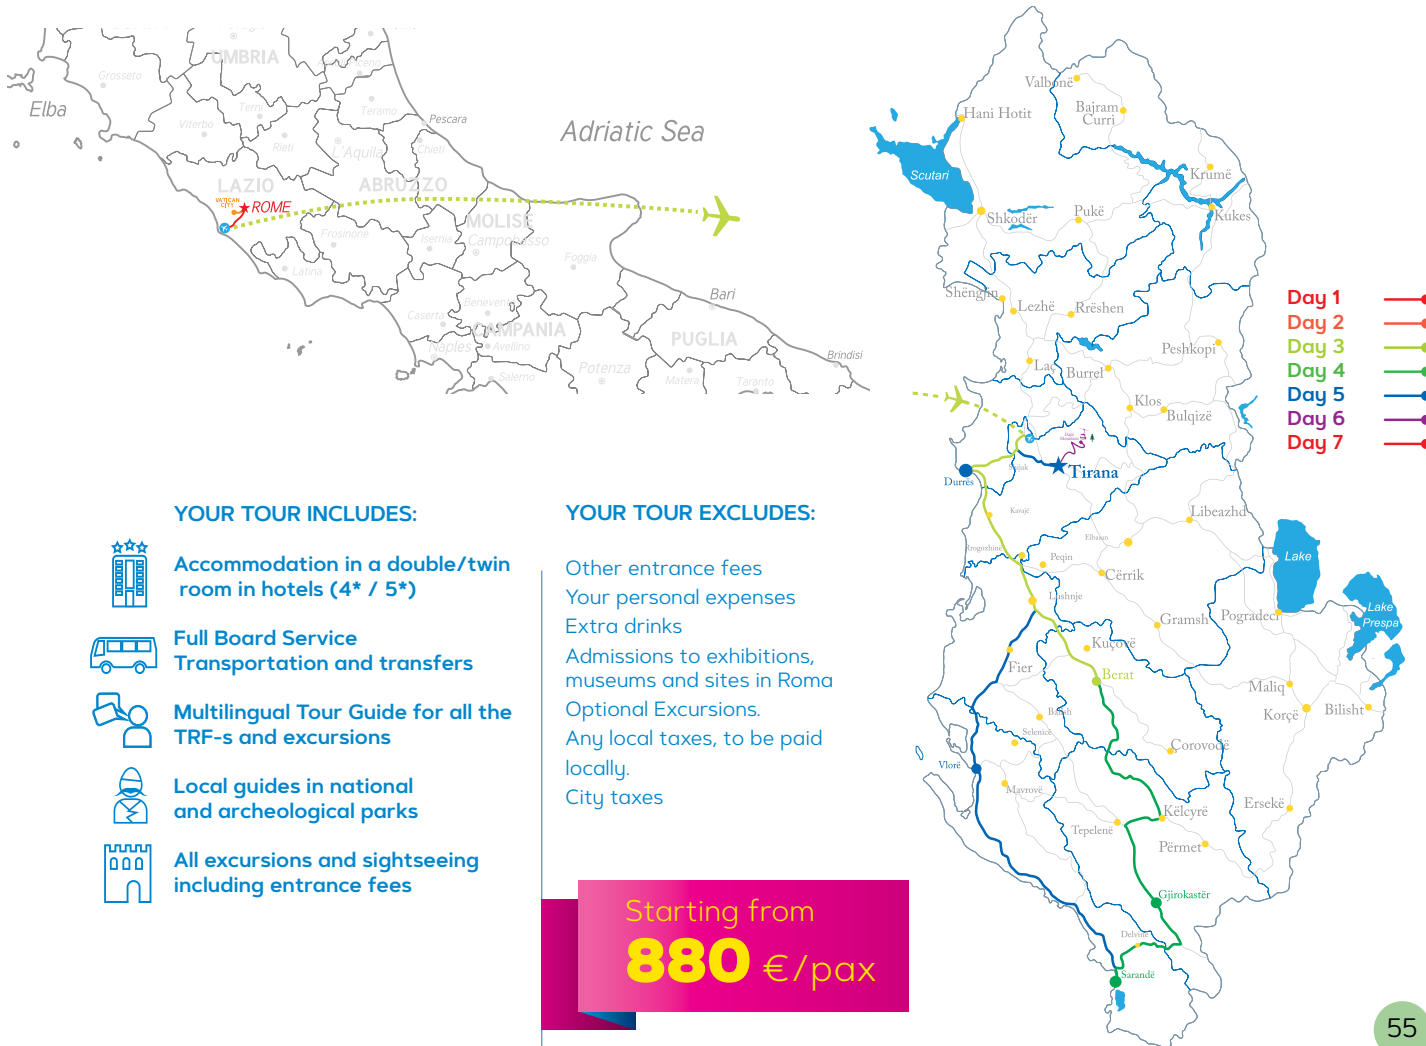 UMBRIA
Grosseto
Elba
Terni
Viterbo
Rieti
Teramo
Pescara
L'Aquila
Chieti
Adriatic Sea
LAZIO
ABRUZZO
VATICAN
CITY
ROME
MOLISE
Frosinone
Isernia
Campobasso
Latina
Foggia
Benevento
Caserta
CAMPANIA
Bari
PUGLIA
Naples
Avellino
Salerno
Potenza
Matera
Taranto
Brindisi
Valbonë
Hani Hotit
Bajram
Curri
Scutari
Krumë
Shkodër
Pukë
Kukes
Shëngjin
Lezhë
Rrëshen
Peshkopi
Laç
Burrel
Klos
Bulqizë
Tirana
Durrës
Kavajë
Libeazhd
Elbasan
Rrogozhinë
Peqin
Cërrik
Lushnje
Gramsh
Pogradeci
Lake
Lake
Prespa
Kuçovë
Fier
Berat
Maliq
Korçë
Bilisht
Ballsh
Selenicë
Corovodë
Vlorë
Mavrovë
Tepelenë
Këlcyrë
Ersekë
Përmet
Gjirokastër
Delvinë
Sarandë
Day 1
Day 2
Day 3
Day 4
Day 5
Day 6
Day 7
YOUR TOUR INCLUDES:
Accommodation in a double/twin
room in hotels (4* / 5*)
Full Board Service
Transportation and transfers
Multilingual Tour Guide for all the
TRF-s and excursions
Local guides in national
and archeological parks
All excursions and sightseeing
including entrance fees
YOUR TOUR EXCLUDES:
Other entrance fees
Your personal expenses
Extra drinks
Admissions to exhibitions,
museums and sites in Roma
Optional Excursions.
Any local taxes, to be paid
locally.
City taxes
Starting from
880 €/pax
55